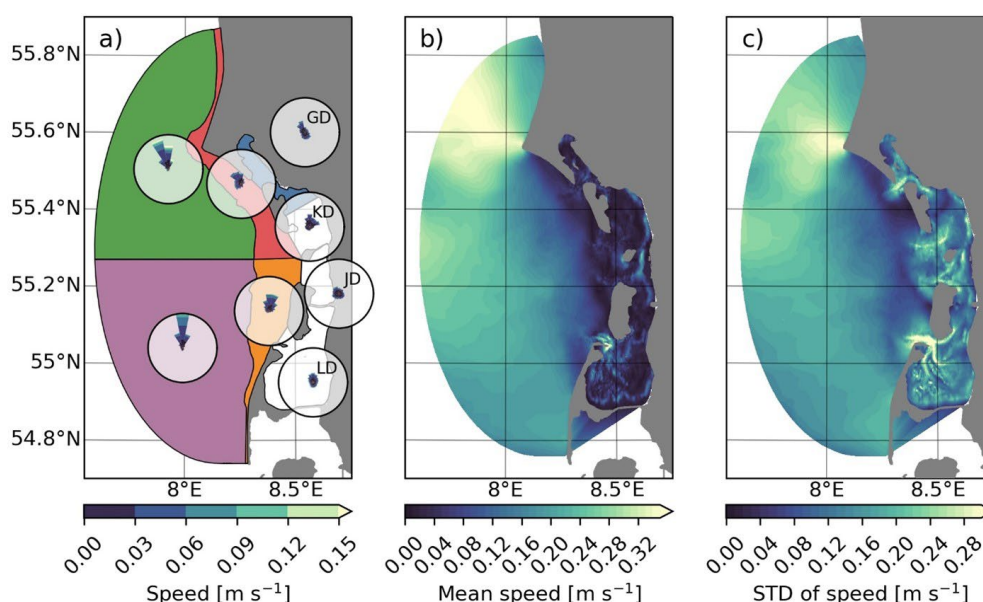 a)
b)
c)
55.8°N
55.6°N
55.4°N
55.2°N
55°N
54.8°N
GD
KD
JD
LD
8°E 8.5°E
8°E 8.5°E
8°E 8.5°E
0.00 0.03 0.06 0.09 0.12 0.15
Speed [m s⁻¹]
0.00 0.04 0.08 0.12 0.16 0.20 0.24 0.28 0.32
Mean speed [m s⁻¹]
0.00 0.04 0.08 0.12 0.16 0.20 0.24 0.28
STD of speed [m s⁻¹]